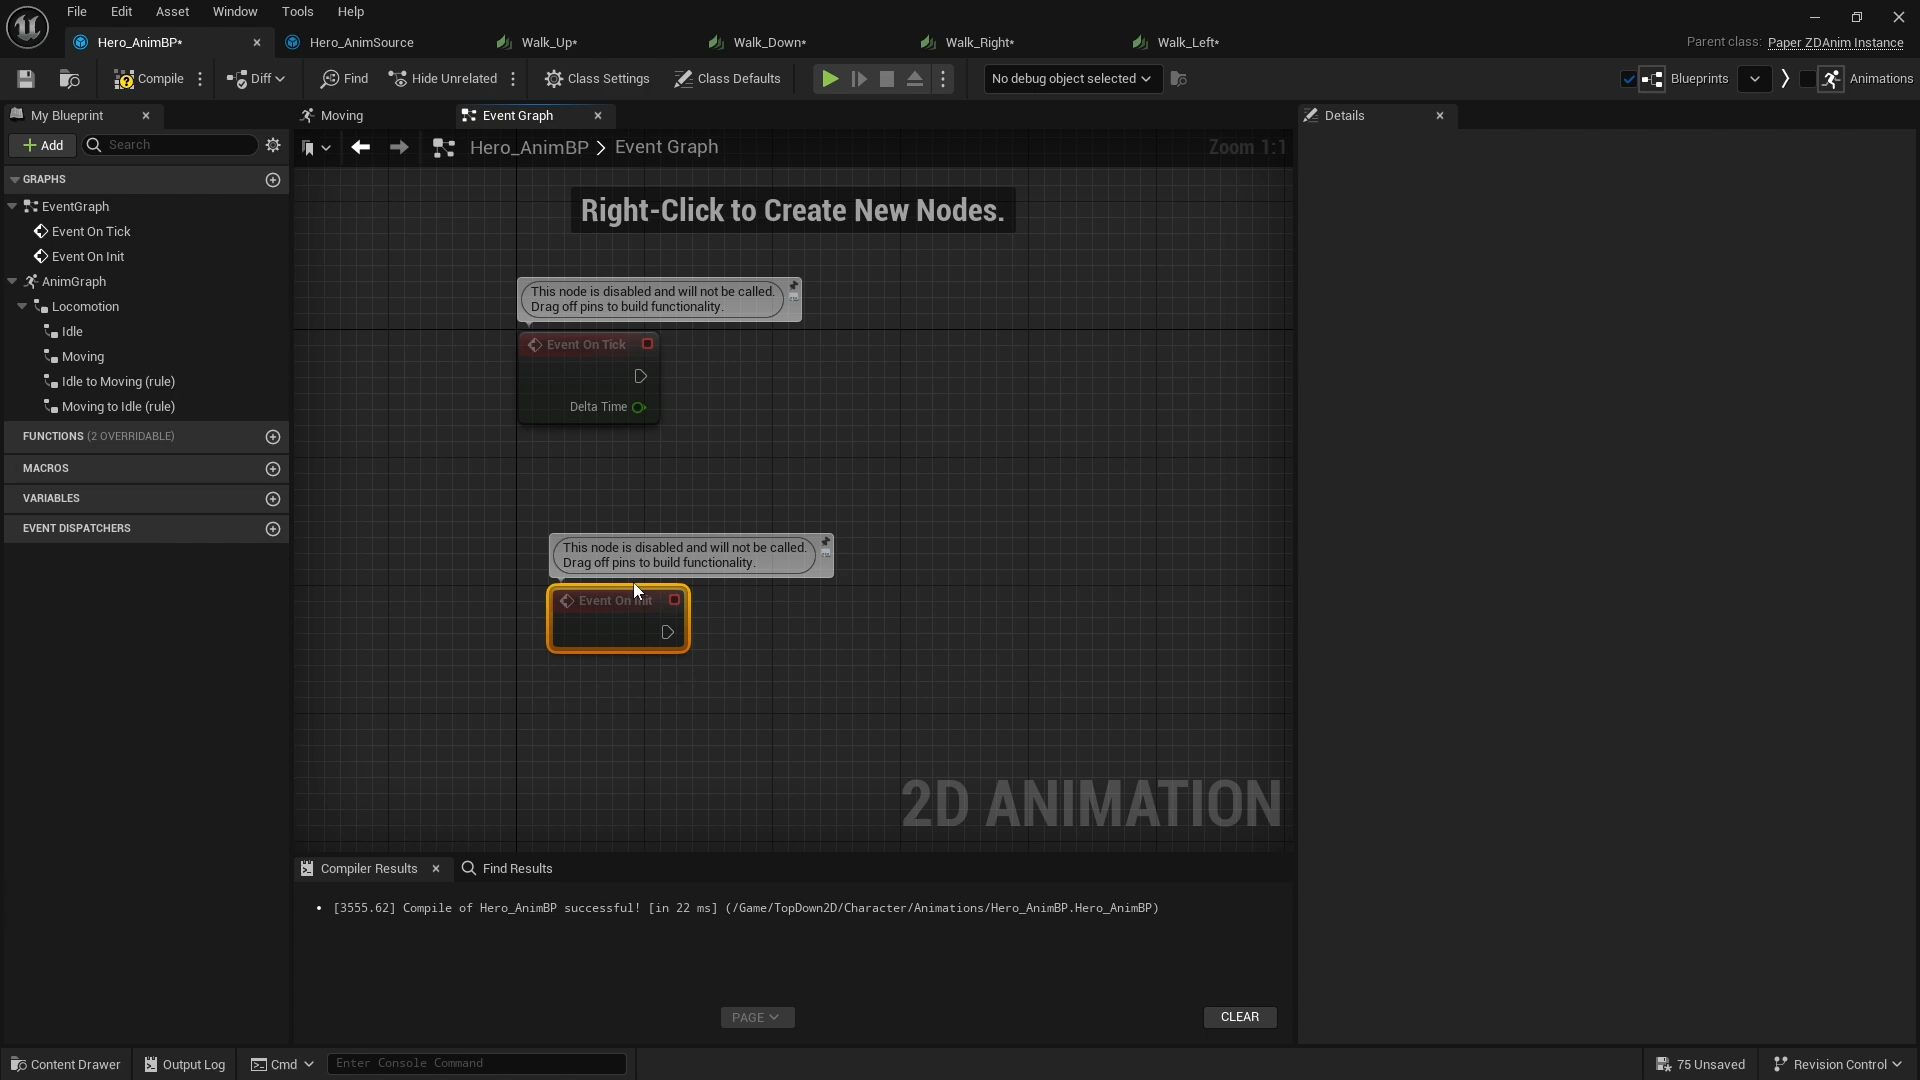 File Edit Asset Window Tools Help
Hero_AnimBP* Hero_AnimSource Walk_Up* Walk_Down* Walk_Right* Walk_Left* Parent class: Paper ZDAnim Instance
Compile Diff Find Hide Unrelated Class Settings Class Defaults No debug object selected Blueprints Animations
My Blueprint Moving Event Graph Details
Add Search Hero_AnimBP > Event Graph Zoom 1:1
GRAPHS
EventGraph
Event On Tick
Event On Init
AnimGraph
Locomotion
Idle
Moving
Idle to Moving (rule)
Moving to Idle (rule)
FUNCTIONS (2 OVERRIDABLE)
MACROS
VARIABLES
EVENT DISPATCHERS
Right-Click to Create New Nodes.
This node is disabled and will not be called.
Drag off pins to build functionality.
Event On Tick
Delta Time
This node is disabled and will not be called.
Drag off pins to build functionality.
Event On Init
2D ANIMATION
Compiler Results Find Results
• [3555.62] Compile of Hero_AnimBP successful! [in 22 ms] (/Game/TopDown2D/Character/Animations/Hero_AnimBP.Hero_AnimBP)
PAGE CLEAR
Content Drawer Output Log Cmd Enter Console Command 75 Unsaved Revision Control